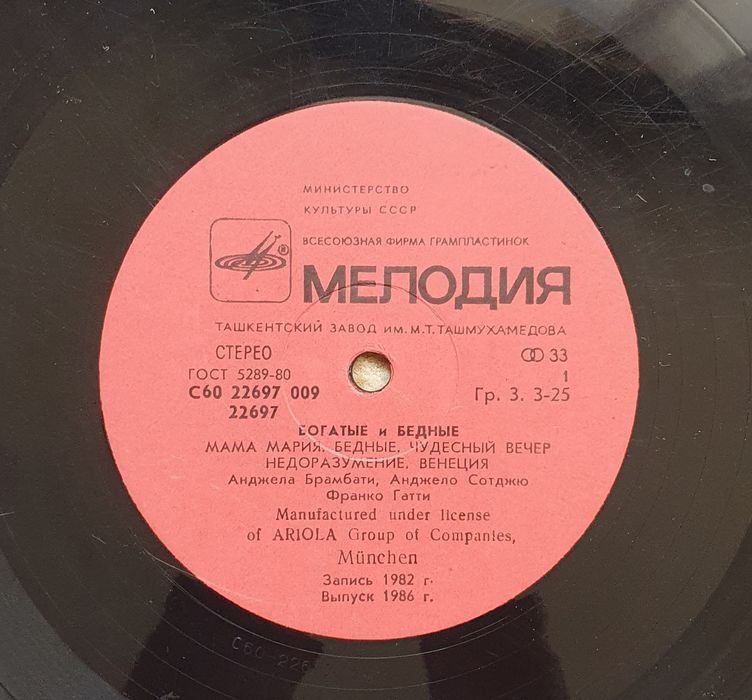 МИНИСТЕРСТВО
КУЛЬТУРЫ СССР
ВСЕСОЮЗНАЯ ФИРМА ГРАМПЛАСТИНОК
® МЕЛОДИЯ
ТАШКЕНТСКИЙ ЗАВОД ИМ. М.Т. ТАШМУХАМЕДОВА
СТЕРЕО 33
ГОСТ 5289-80 1
С60 22697 009 Гр. 3. 3-25
22697
БОГАТЫЕ и БЕДНЫЕ
МАМА МАРИЯ. БЕДНЫЕ. ЧУДЕСНЫЙ ВЕЧЕР
НЕДОРАЗУМЕНИЕ. ВЕНЕЦИЯ
Анджела Брамбати, Анджело Сотджю
Франко Гатти
Manufactured under license
of ARIOLA Group of Companies,
München
Запись 1982 г.
Выпуск 1986 г.
С60-226